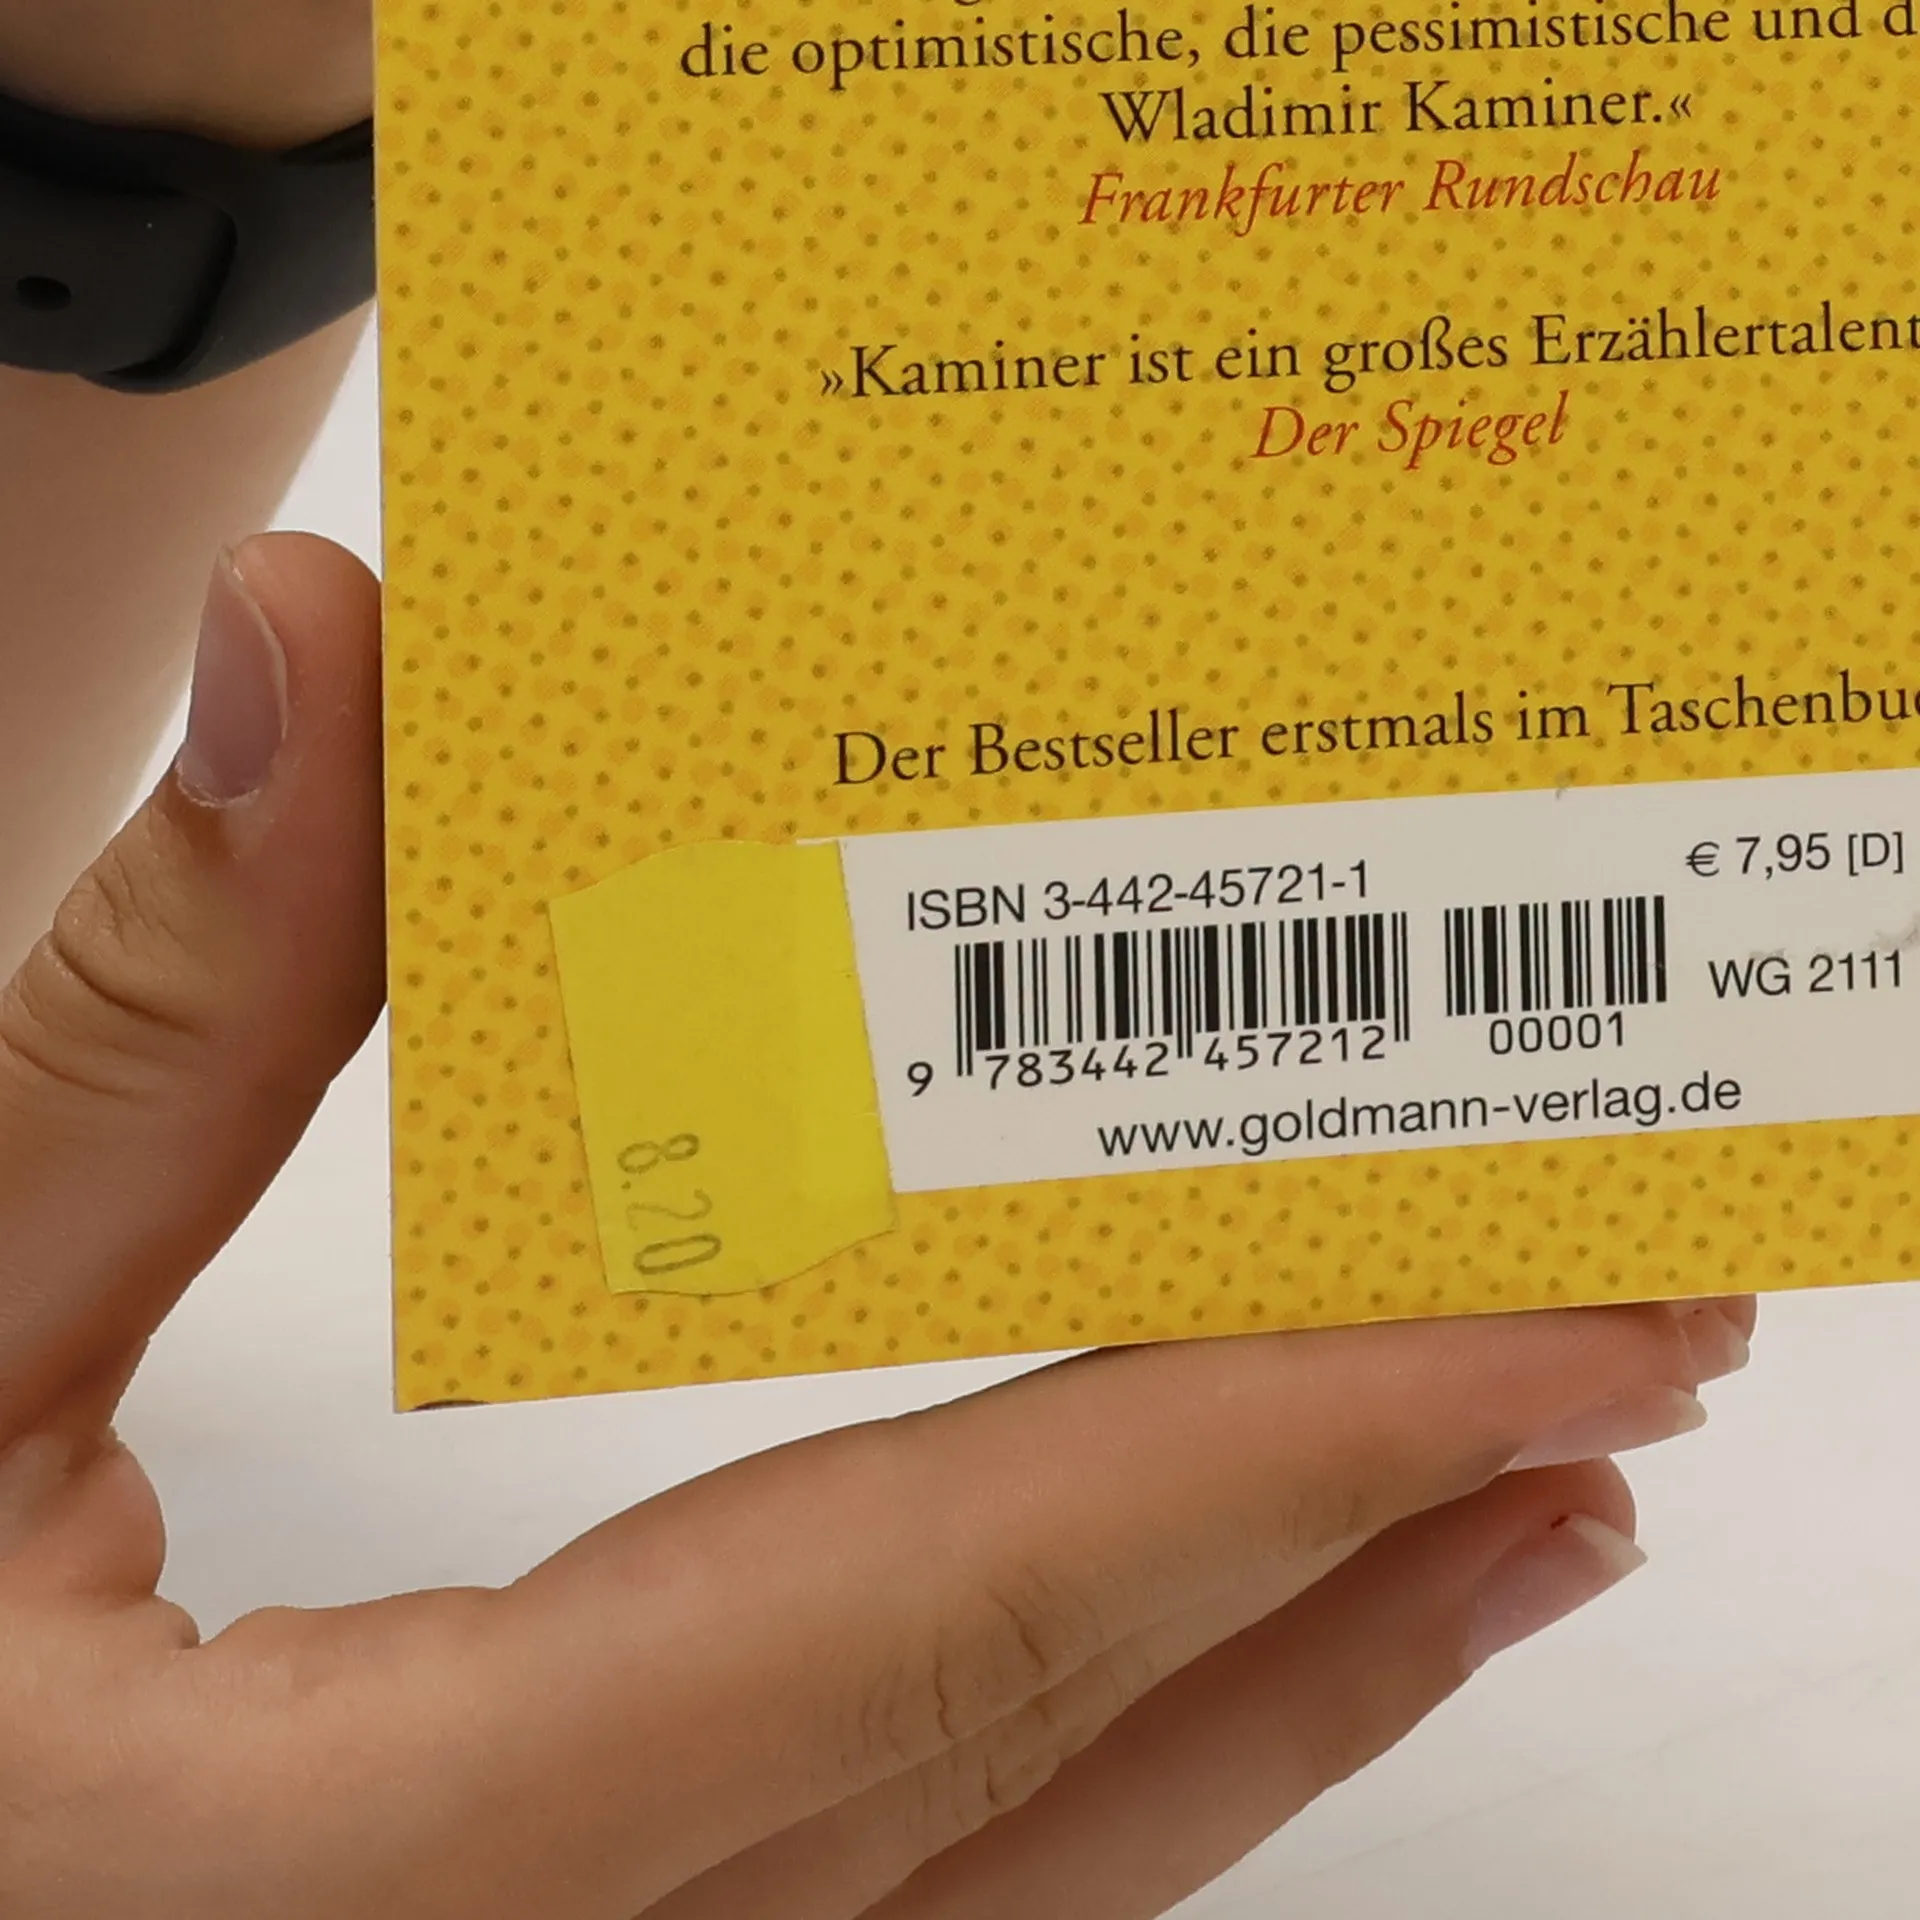 die optimistische, die pessimistische und d
Wladimir Kaminer.«
Frankfurter Rundschau
»Kaminer ist ein großes Erzählertalent
Der Spiegel
Der Bestseller erstmals im Taschenbuc
ISBN 3-442-45721-1
€ 7,95 [D]
WG 2111
9 783442 457212
00001
www.goldmann-verlag.de
8.20